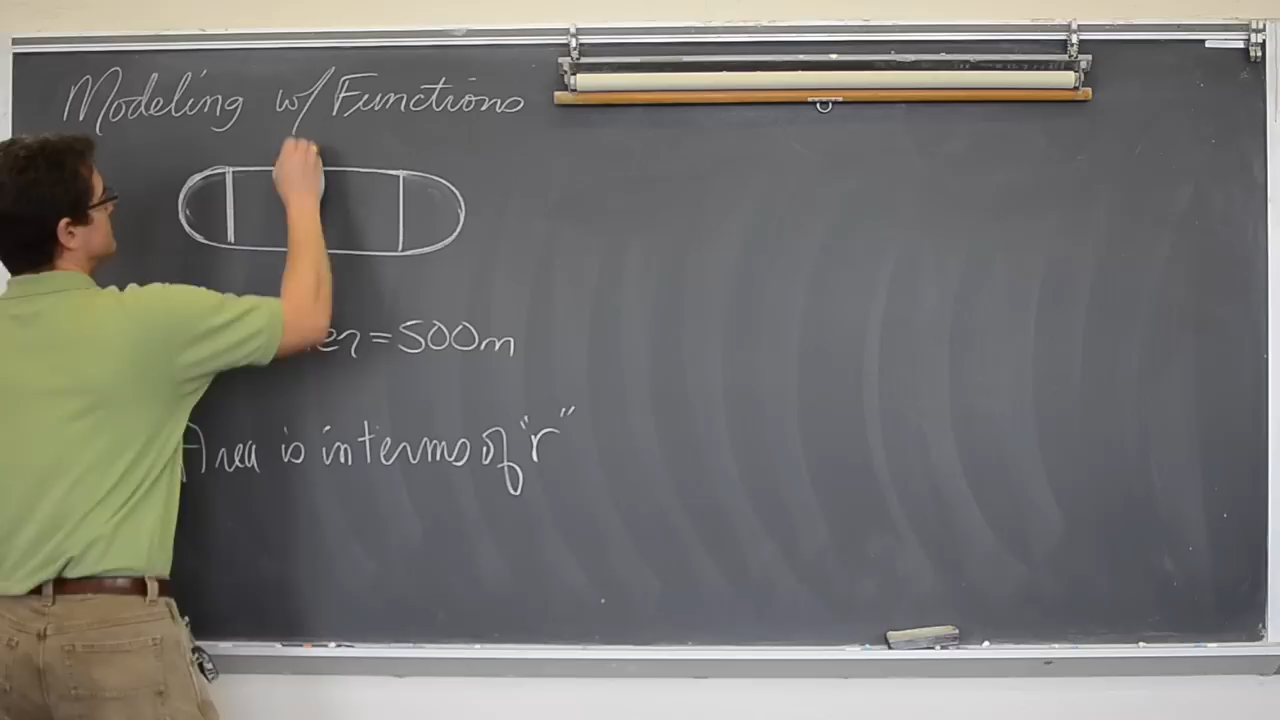 Modeling w/ Functions
=500m
Area is in terms of "r"